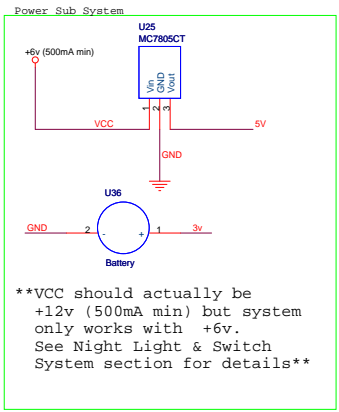 Power Sub System
U25
MC7805CT
+6v (500mA min)
Vin
GND
Vout
1
2
3
VCC
5V
GND
U36
GND
2
-
+
1
3v
Battery
**VCC should actually be
+12v (500mA min) but system
only works with +6v.
See Night Light & Switch
System section for details**